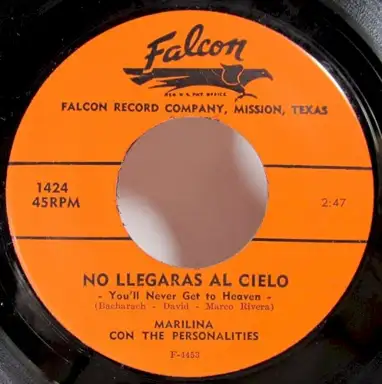 Falcon
REG U.S. PAT OFFICE
FALCON RECORD COMPANY, MISSION, TEXAS
1424
45RPM
2:47
NO LLEGARAS AL CIELO
- You'll Never Get to Heaven -
(Bacharach - David - Marco Rivera)
MARILINA
CON THE PERSONALITIES
F-1453